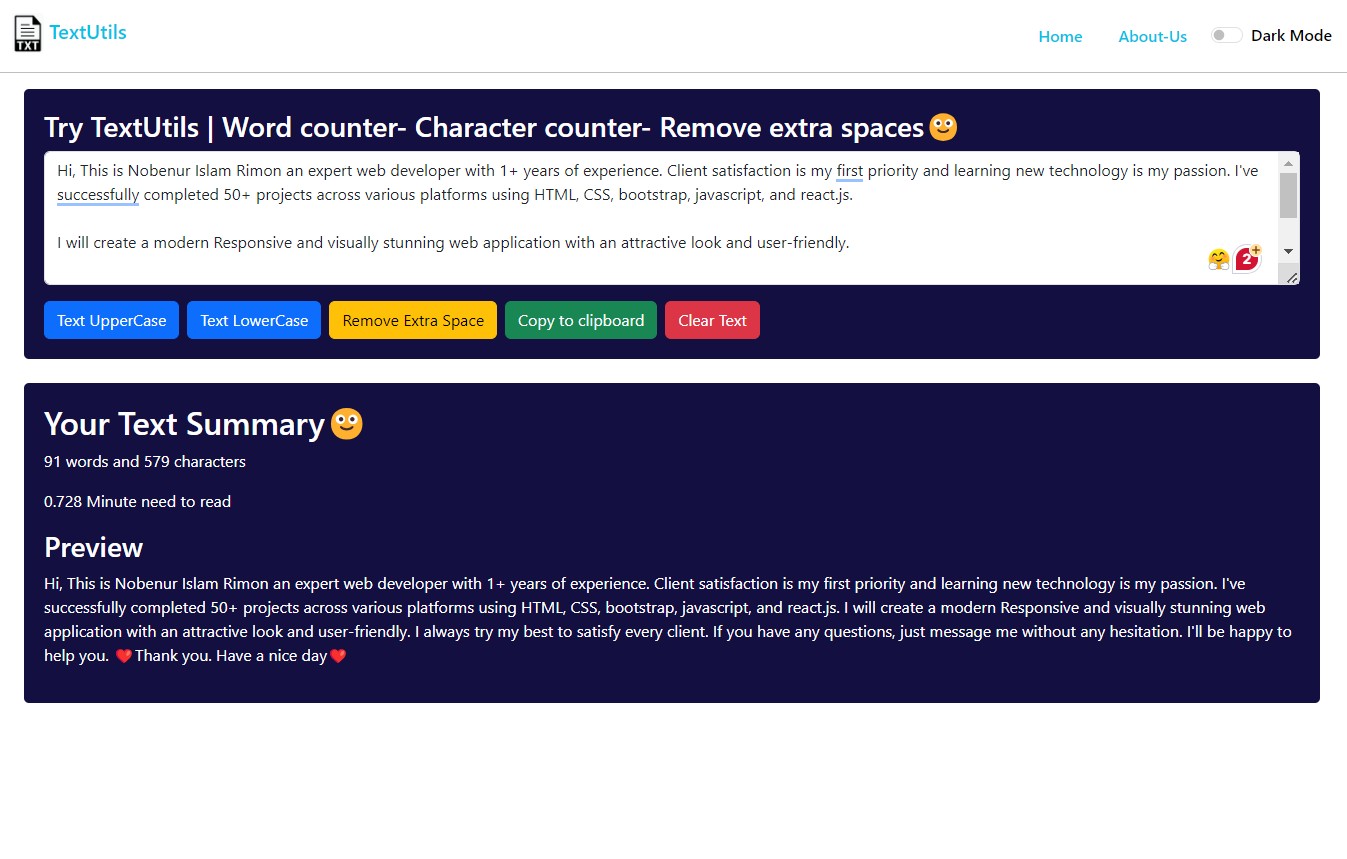 TXT
TextUtils
Home
About-Us
Dark Mode
Try TextUtils | Word counter- Character counter- Remove extra spaces🙂
Hi, This is Nobenur Islam Rimon an expert web developer with 1+ years of experience. Client satisfaction is my first priority and learning new technology is my passion. I've
successfully completed 50+ projects across various platforms using HTML, CSS, bootstrap, javascript, and react.js.
I will create a modern Responsive and visually stunning web application with an attractive look and user-friendly.
2+
Text UpperCase
Text LowerCase
Remove Extra Space
Copy to clipboard
Clear Text
Your Text Summary🙂
91 words and 579 characters
0.728 Minute need to read
Preview
Hi, This is Nobenur Islam Rimon an expert web developer with 1+ years of experience. Client satisfaction is my first priority and learning new technology is my passion. I've
successfully completed 50+ projects across various platforms using HTML, CSS, bootstrap, javascript, and react.js. I will create a modern Responsive and visually stunning web
application with an attractive look and user-friendly. I always try my best to satisfy every client. If you have any questions, just message me without any hesitation. I'll be happy to
help you. ❤️Thank you. Have a nice day❤️